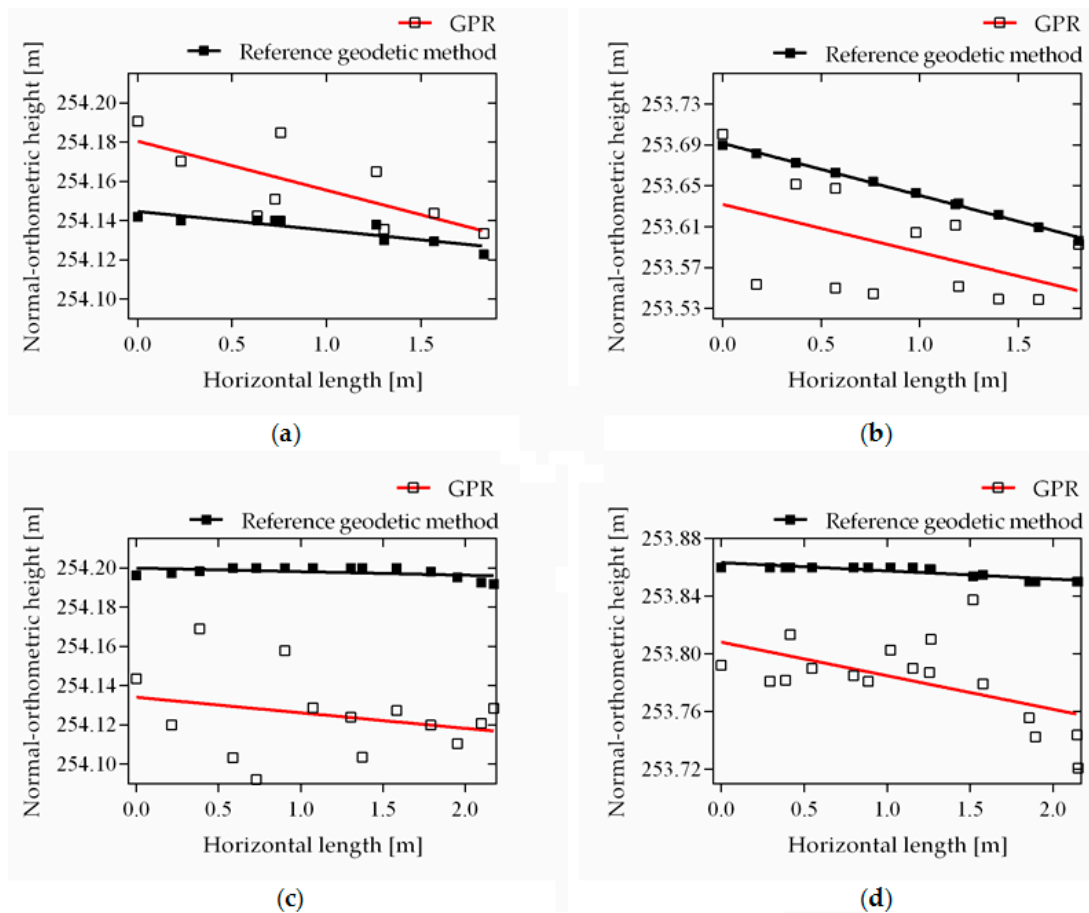 GPR
Reference geodetic method
Normal-orthometric height [m]
254.20
254.18
254.16
254.14
254.12
254.10
0.0 0.5 1.0 1.5
Horizontal length [m]
(a)
GPR
Reference geodetic method
Normal-orthometric height [m]
253.73
253.69
253.65
253.61
253.57
253.53
0.0 0.5 1.0 1.5
Horizontal length [m]
(b)
GPR
Reference geodetic method
Normal-orthometric height [m]
254.20
254.18
254.16
254.14
254.12
254.10
0.0 0.5 1.0 1.5 2.0
Horizontal length [m]
(c)
GPR
Reference geodetic method
Normal-orthometric height [m]
253.88
253.84
253.80
253.76
253.72
0.0 0.5 1.0 1.5 2.0
Horizontal length [m]
(d)